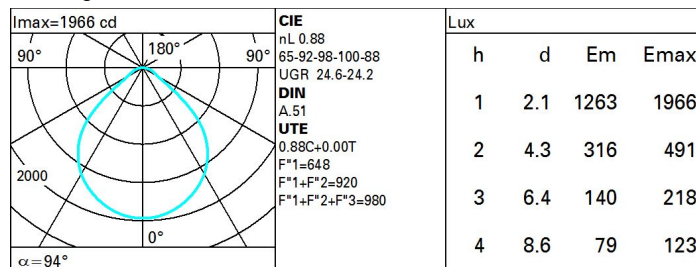 Imax=1966 cd
90° 180° 90°
2000
0°
α=94°
CIE
nL 0.88
65-92-98-100-88
UGR 24.6-24.2
DIN
A.51
UTE
0.88C+0.00T
F"1=648
F"1+F"2=920
F"1+F"2+F"3=980
Lux
h d Em Emax
1 2.1 1263 1966
2 4.3 316 491
3 6.4 140 218
4 8.6 79 123